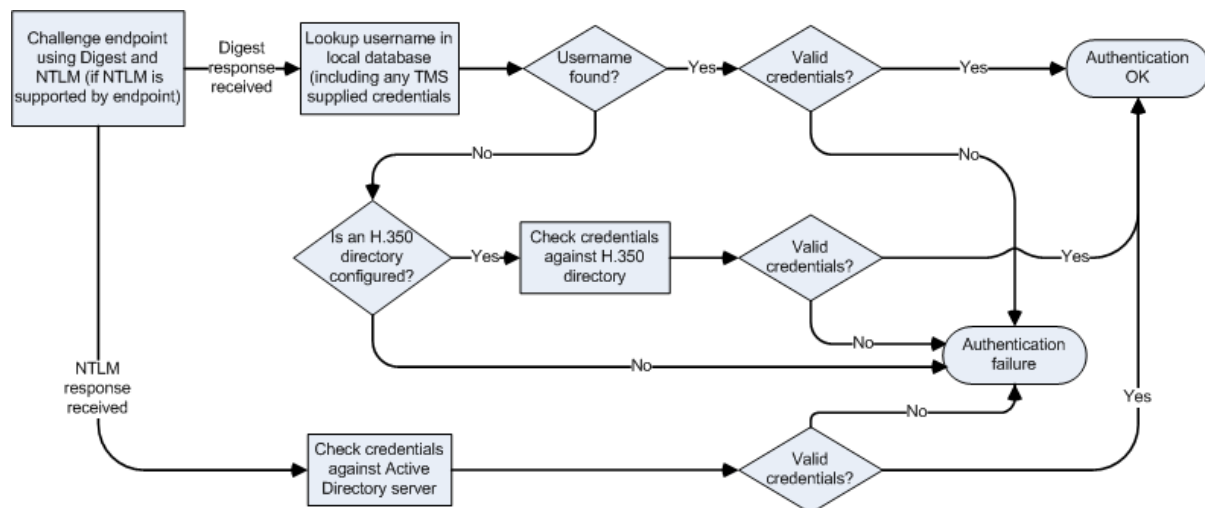 Challenge endpoint
using Digest and
NTLM (if NTLM is
supported by endpoint)
Digest
response
received
Lookup username in
local database
(including any TMS
supplied credentials
Username
found?
Yes
Valid
credentials?
Yes
Authentication
OK
No
No
Is an H.350
directory
configured?
Yes
Check credentials
against H.350
directory
Valid
credentials?
Yes
No
Authentication
failure
No
NTLM
response
received
Yes
No
Check credentials
against Active
Directory server
Valid
credentials?